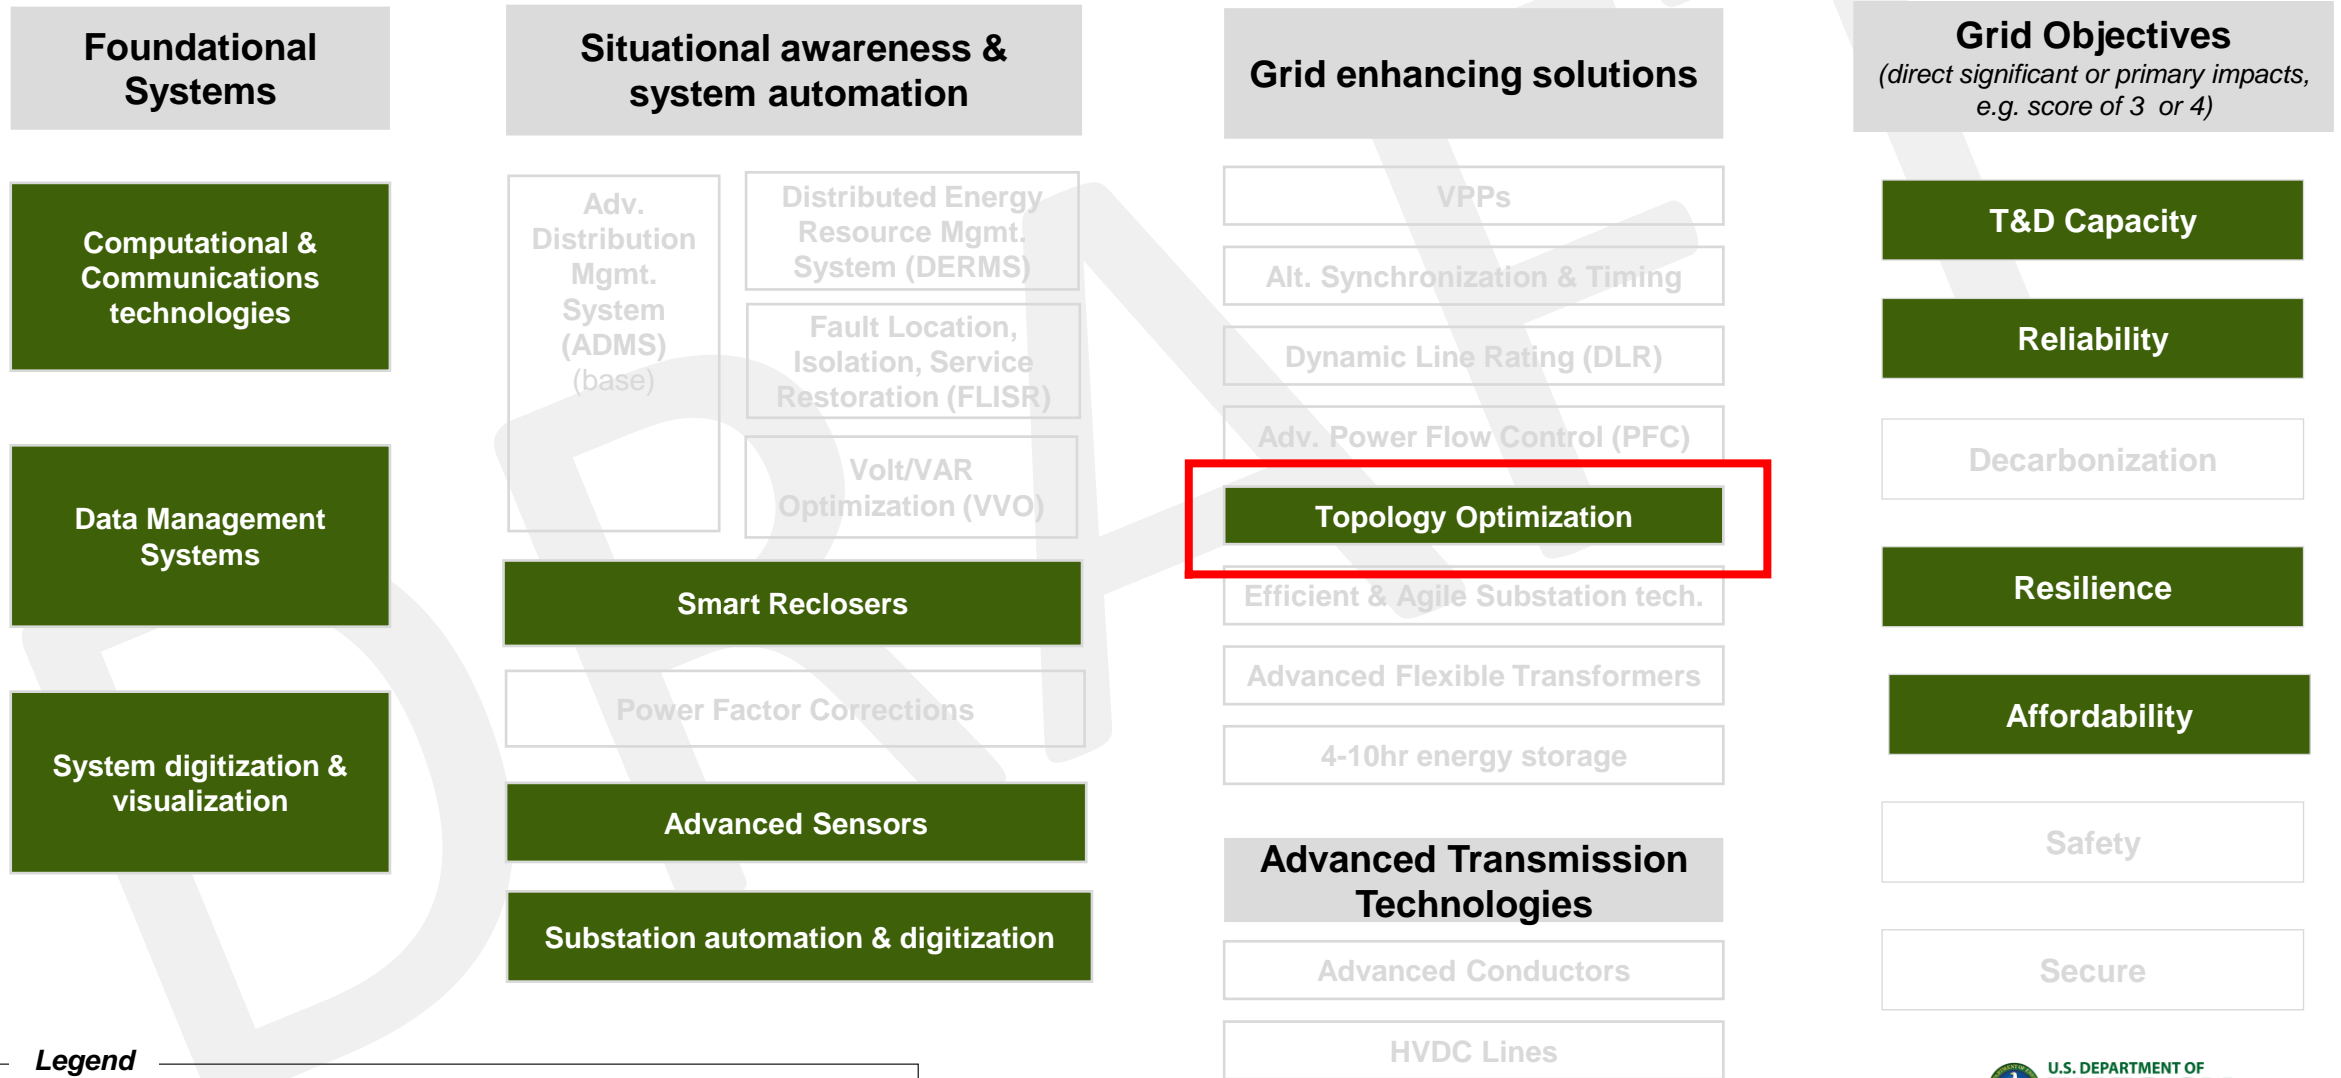 Foundational
Systems
Computational &
Communications
technologies
Data Management
Systems
System digitization &
visualization
Situational awareness &
system automation
Adv.
Distribution
Mgmt.
System
(ADMS)
(base)
Distributed Energy
Resource Mgmt.
System (DERMS)
Fault Location,
Isolation, Service
Restoration (FLISR)
Volt/VAR
Optimization (VVO)
Smart Reclosers
Power Factor Corrections
Advanced Sensors
Substation automation & digitization
Grid enhancing solutions
VPPs
Alt. Synchronization & Timing
Dynamic Line Rating (DLR)
Adv. Power Flow Control (PFC)
Topology Optimization
Efficient & Agile Substation tech.
Advanced Flexible Transformers
4-10hr energy storage
Advanced Transmission
Technologies
Advanced Conductors
HVDC Lines
Grid Objectives
(direct significant or primary impacts,
e.g. score of 3 or 4)
T&D Capacity
Reliability
Decarbonization
Resilience
Affordability
Safety
Secure
Legend
U.S. DEPARTMENT OF
DRAFT